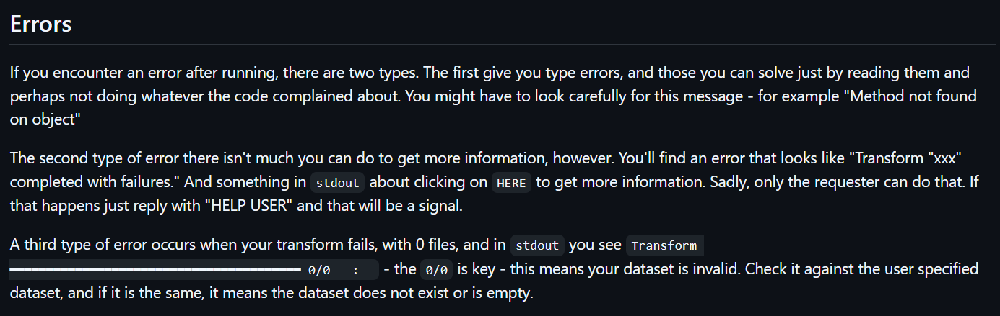 Errors
If you encounter an error after running, there are two types. The first give you type errors, and those you can solve just by reading them and
perhaps not doing whatever the code complained about. You might have to look carefully for this message - for example "Method not found
on object"
The second type of error there isn't much you can do to get more information, however. You'll find an error that looks like "Transform "xxx"
completed with failures." And something in stdout about clicking on HERE to get more information. Sadly, only the requester can do that. If
that happens just reply with "HELP USER" and that will be a signal.
A third type of error occurs when your transform fails, with 0 files, and in stdout you see Transform
━━━━━━━━━━━━━━━━━━━━━━━━━━━━━━━━━━━━━━━━ 0/0 --:-- - the 0/0 is key - this means your dataset is invalid. Check it against the user specified
dataset, and if it is the same, it means the dataset does not exist or is empty.